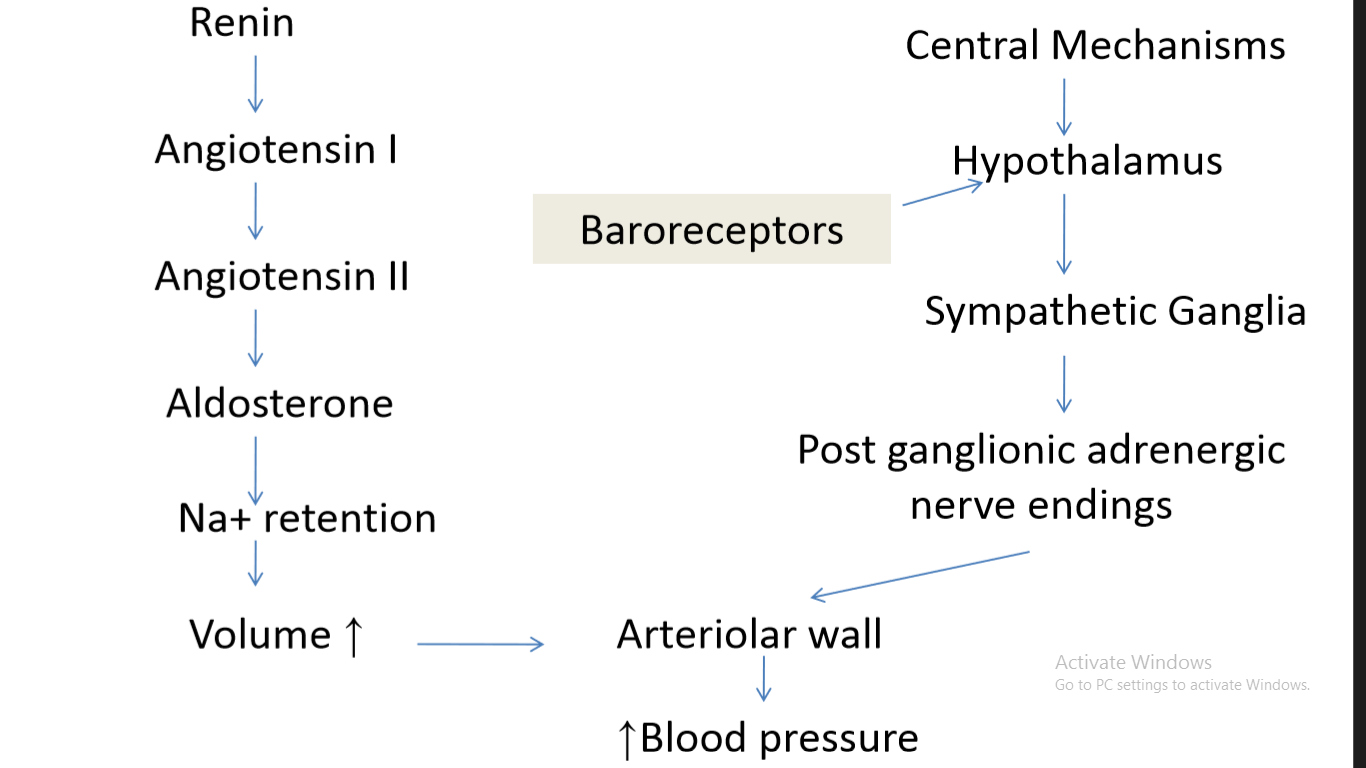 Renin
Angiotensin I
Angiotensin II
Aldosterone
Na+ retention
Volume ↑
Baroreceptors
Central Mechanisms
Hypothalamus
Sympathetic Ganglia
Post ganglionic adrenergic
nerve endings
Arteriolar wall
↑Blood pressure
Activate Windows
Go to PC settings to activate Windows.